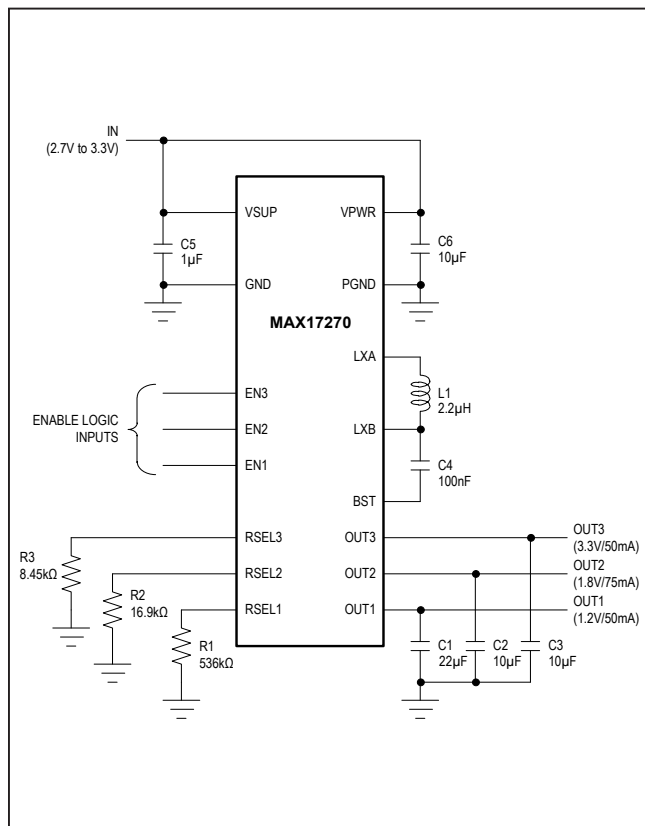 IN
(2.7V to 3.3V)
VSUP
VPWR
C5
1µF
C6
10µF
GND
PGND
MAX17270
LXA
L1
2.2µH
EN3
ENABLE LOGIC
INPUTS
EN2
LXB
EN1
C4
100nF
BST
RSEL3
OUT3
OUT3
(3.3V/50mA)
R3
8.45kΩ
RSEL2
OUT2
OUT2
(1.8V/75mA)
R2
16.9kΩ
RSEL1
OUT1
OUT1
(1.2V/50mA)
R1
536kΩ
C1
22µF
C2
10µF
C3
10µF